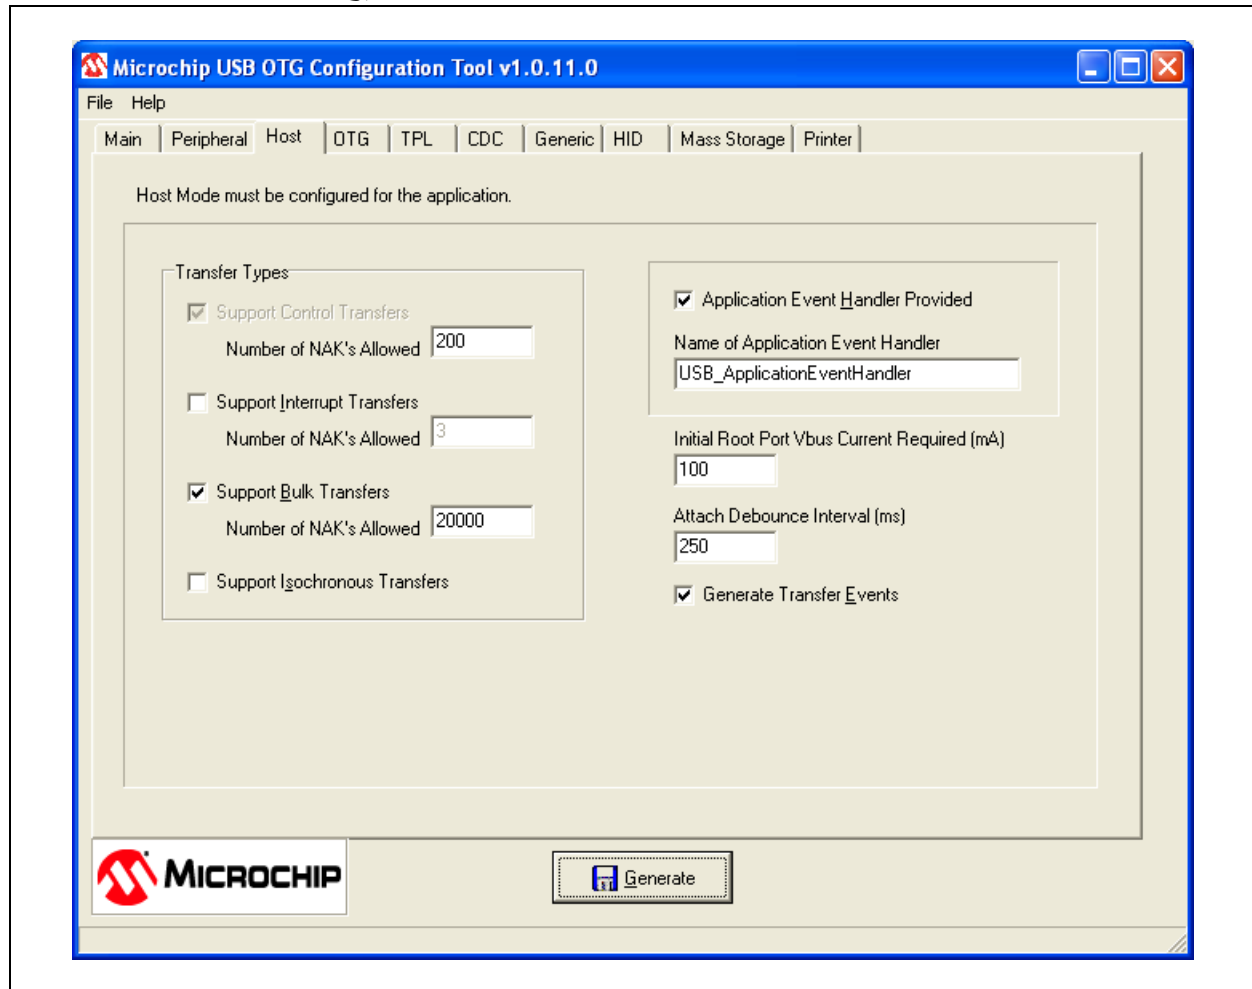 Microchip USB OTG Configuration Tool v1.0.11.0
File Help
Main Peripheral Host OTG TPL CDC Generic HID Mass Storage Printer
Host Mode must be configured for the application.
Transfer Types
Support Control Transfers
Number of NAK's Allowed 200
Support Interrupt Transfers
Number of NAK's Allowed 3
Support Bulk Transfers
Number of NAK's Allowed 20000
Support Isochronous Transfers
Application Event Handler Provided
Name of Application Event Handler
USB_ApplicationEventHandler
Initial Root Port Vbus Current Required (mA)
100
Attach Debounce Interval (ms)
250
Generate Transfer Events
MICROCHIP
Generate